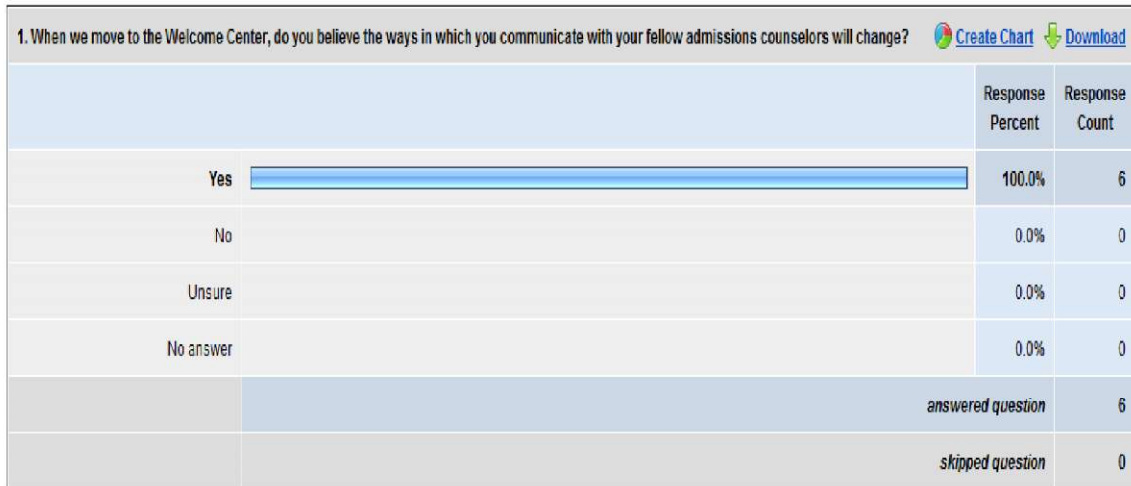 1. When we move to the Welcome Center, do you believe the ways in which you communicate with your fellow admissions counselors will change? Create Chart Download
Response Percent Response Count
Yes 100.0% 6
No 0.0% 0
Unsure 0.0% 0
No answer 0.0% 0
answered question 6
skipped question 0